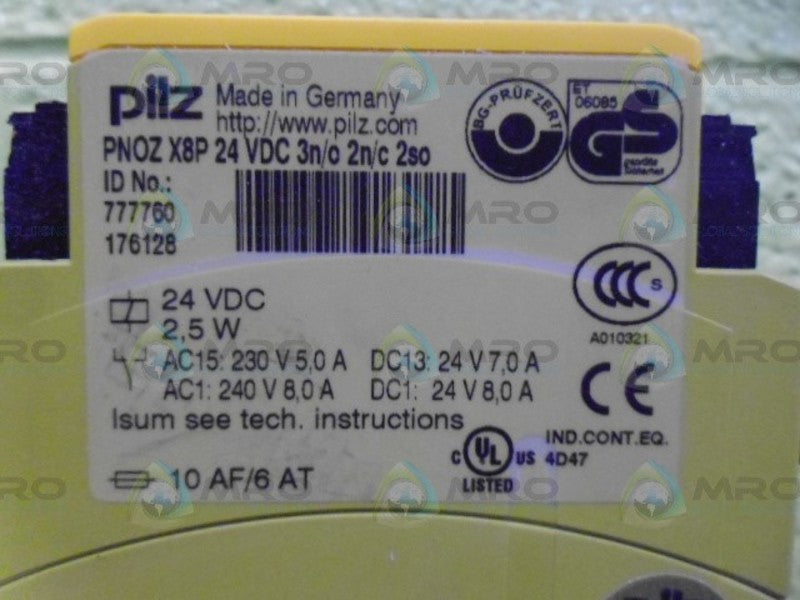 pilz Made in Germany
http://www.pilz.com
PNOZ X8P 24 VDC 3n/o 2n/c 2so
ID No.:
777760
176128
BG-PRÜFZERT
ET
06085
GS
geprüfte
Sicherheit
24 VDC
2,5 W
CCC S
A010321
AC15: 230 V 5,0 A DC13: 24 V 7,0 A
AC1: 240 V 8,0 A DC1: 24 V 8,0 A
CE
Isum see tech. instructions
10 AF/6 AT
C UL US
LISTED
IND.CONT.EQ.
4D47
MRO